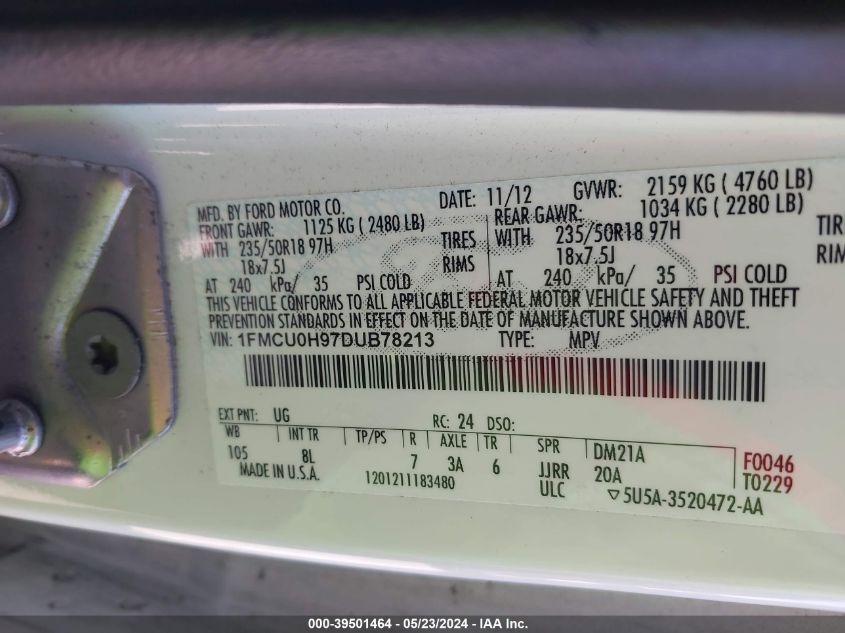 MFD. BY FORD MOTOR CO. DATE: 11/12 GVWR: 2159 KG ( 4760 LB)
FRONT GAWR: 1125 KG ( 2480 LB) REAR GAWR: 1034 KG ( 2280 LB)
WITH 235/50R18 97H TIRES WITH 235/50R18 97H TIRE
18x7.5J RIMS 18x7.5J RIMS
AT 240 kPa/ 35 PSI COLD AT 240 kPa/ 35 PSI COLD
THIS VEHICLE CONFORMS TO ALL APPLICABLE FEDERAL MOTOR VEHICLE SAFETY AND THEFT
PREVENTION STANDARDS IN EFFECT ON THE DATE OF MANUFACTURE SHOWN ABOVE.
VIN: 1FMCU0H97DUB78213 TYPE: MPV
EXT PNT: UG RC: 24 DSO:
WB INT TR TP/PS R AXLE TR SPR DM21A F0046
105 8L 7 3A 6 JJRR 20A T0229
MADE IN U.S.A. 1201211183480 ULC 5U5A-3520472-AA
000-39501464 - 05/23/2024 - IAA Inc.